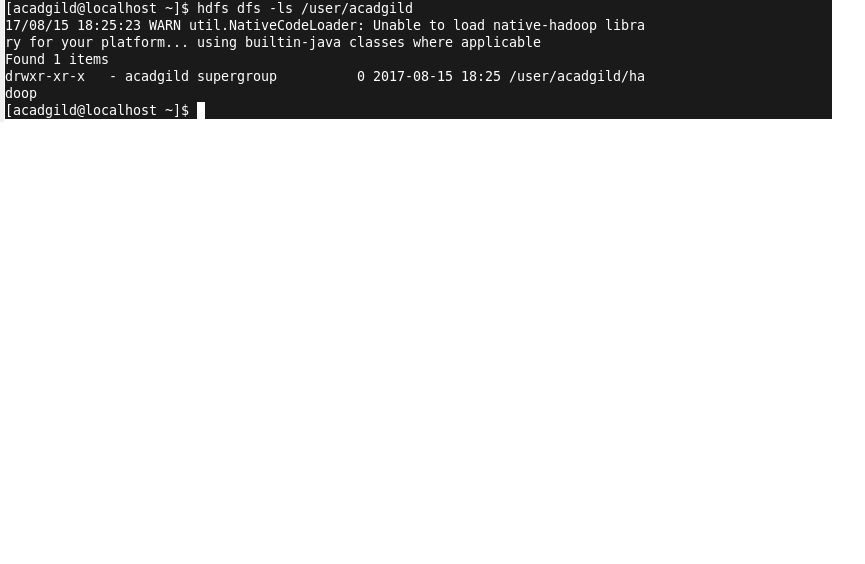 [acadgild@localhost ~]$ hdfs dfs -ls /user/acadgild
17/08/15 18:25:23 WARN util.NativeCodeLoader: Unable to load native-hadoop libra
ry for your platform... using builtin-java classes where applicable
Found 1 items
drwxr-xr-x   - acadgild supergroup          0 2017-08-15 18:25 /user/acadgild/ha
doop
[acadgild@localhost ~]$